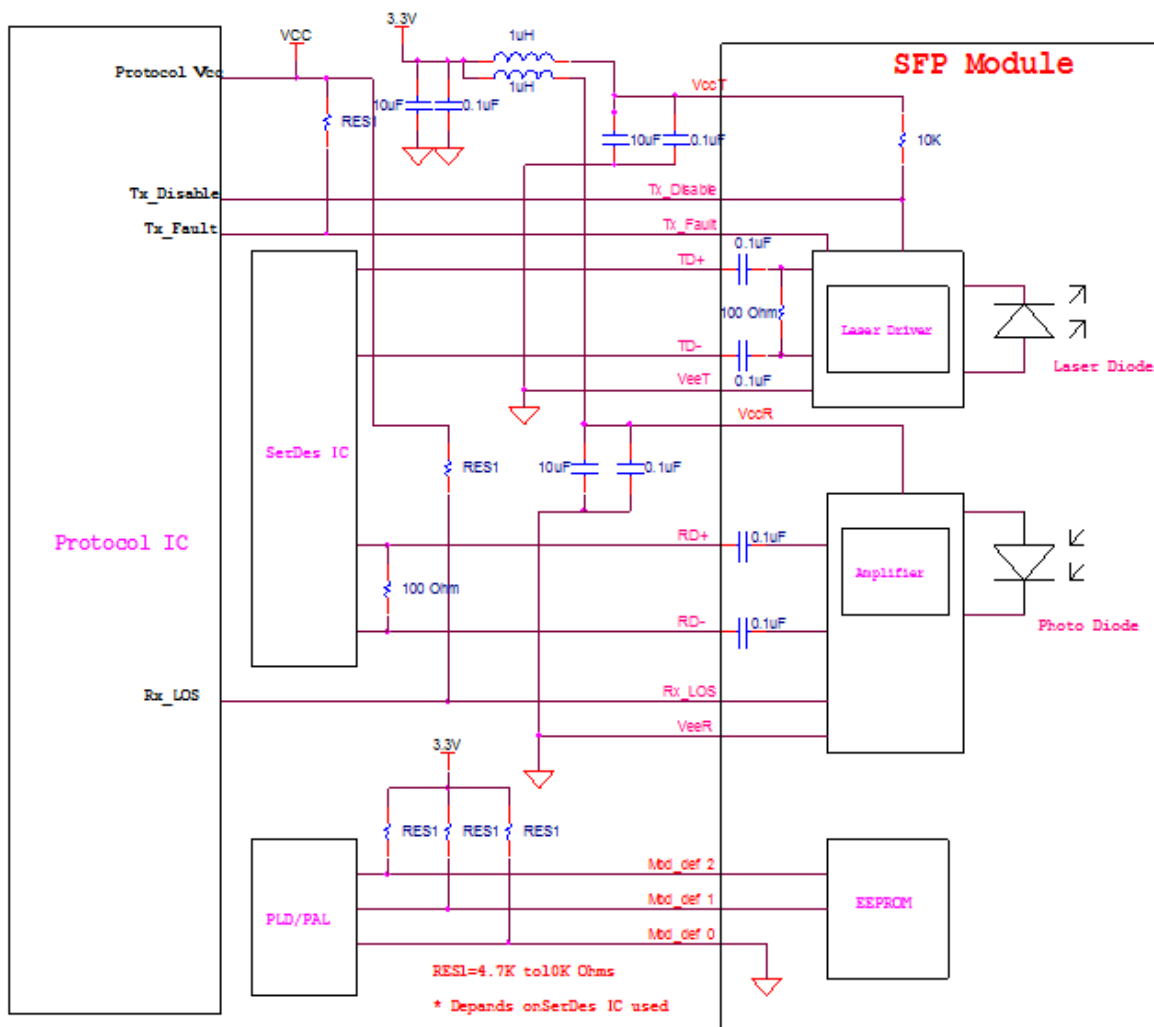 3.3V
VCC
1uH
SFP Module
Protocol Vcc
1uH
VccT
10uF
0.1uF
RES1
10uF
0.1uF
10K
Tx_Disable
Tx_Disable
Tx_Fault
Tx_Fault
0.1uF
TD+
100 Ohm
Laser Driver
TD-
Laser Diode
VeeT
0.1uF
VccR
SerDes IC
RES1
10uF
0.1uF
Protocol IC
RD+
0.1uF
Amplifier
100 Ohm
RD-
0.1uF
Photo Diode
Rx_LOS
Rx_LOS
VeeR
3.3V
RES1
RES1
RES1
Mod_def 2
PLD/PAL
Mod_def 1
EEPROM
Mod_def 0
RES1=4.7K to10K Ohms
* Depands onSerDes IC used